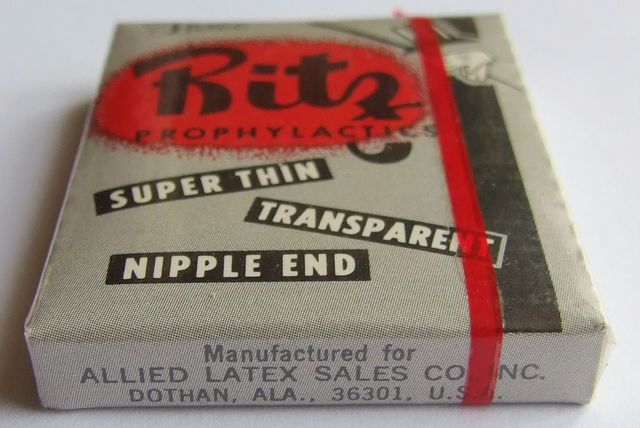 Ritz
PROPHYLACTICS
SUPER THIN
TRANSPARENT
NIPPLE END
Manufactured for
ALLIED LATEX SALES CO. INC.
DOTHAN, ALA., 36301, U.S.A.